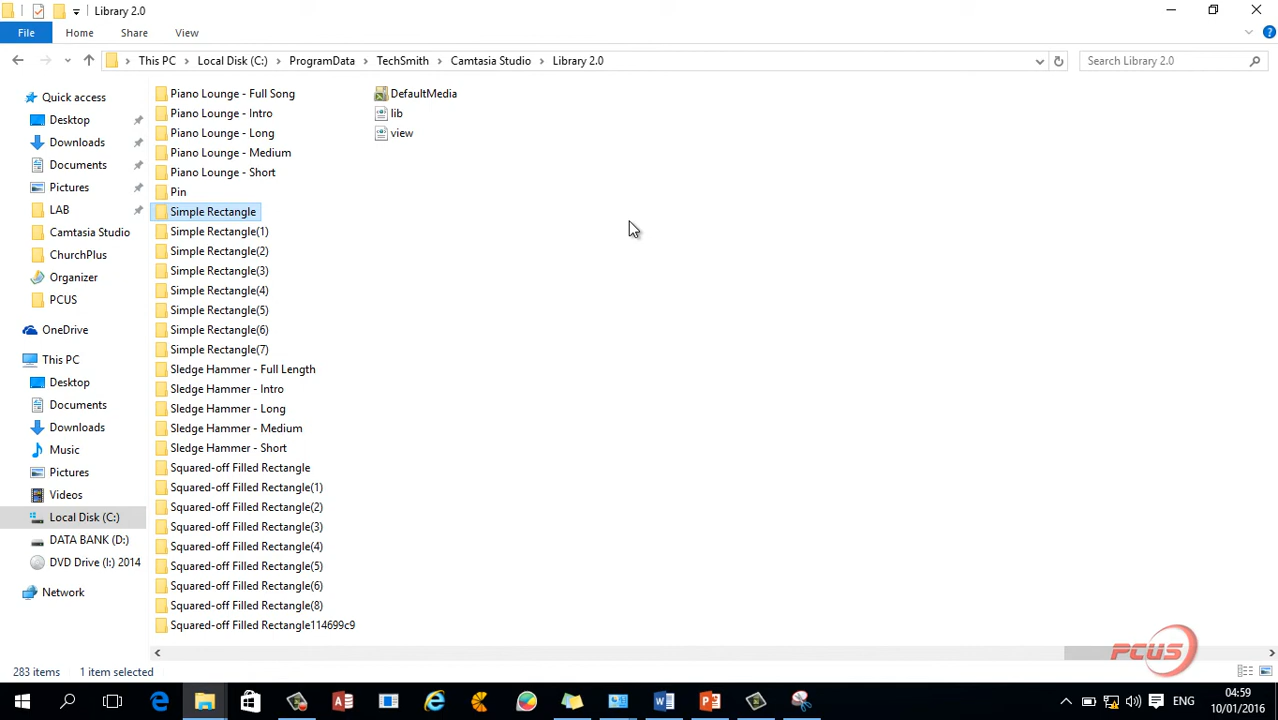 Library 2.0
File Home Share View
This PC Local Disk (C:) ProgramData TechSmith Camtasia Studio Library 2.0
Search Library 2.0
Quick access
Desktop
Downloads
Documents
Pictures
LAB
Camtasia Studio
ChurchPlus
Organizer
PCUS
OneDrive
This PC
Desktop
Documents
Downloads
Music
Pictures
Videos
Local Disk (C:)
DATA BANK (D:)
DVD Drive (I:) 2014
Network
Piano Lounge - Full Song
Piano Lounge - Intro
Piano Lounge - Long
Piano Lounge - Medium
Piano Lounge - Short
Pin
Simple Rectangle
Simple Rectangle(1)
Simple Rectangle(2)
Simple Rectangle(3)
Simple Rectangle(4)
Simple Rectangle(5)
Simple Rectangle(6)
Simple Rectangle(7)
Sledge Hammer - Full Length
Sledge Hammer - Intro
Sledge Hammer - Long
Sledge Hammer - Medium
Sledge Hammer - Short
Squared-off Filled Rectangle
Squared-off Filled Rectangle(1)
Squared-off Filled Rectangle(2)
Squared-off Filled Rectangle(3)
Squared-off Filled Rectangle(4)
Squared-off Filled Rectangle(5)
Squared-off Filled Rectangle(6)
Squared-off Filled Rectangle(8)
Squared-off Filled Rectangle114699c9
DefaultMedia
lib
view
PCUS
283 items 1 item selected
ENG
04:59
10/01/2016